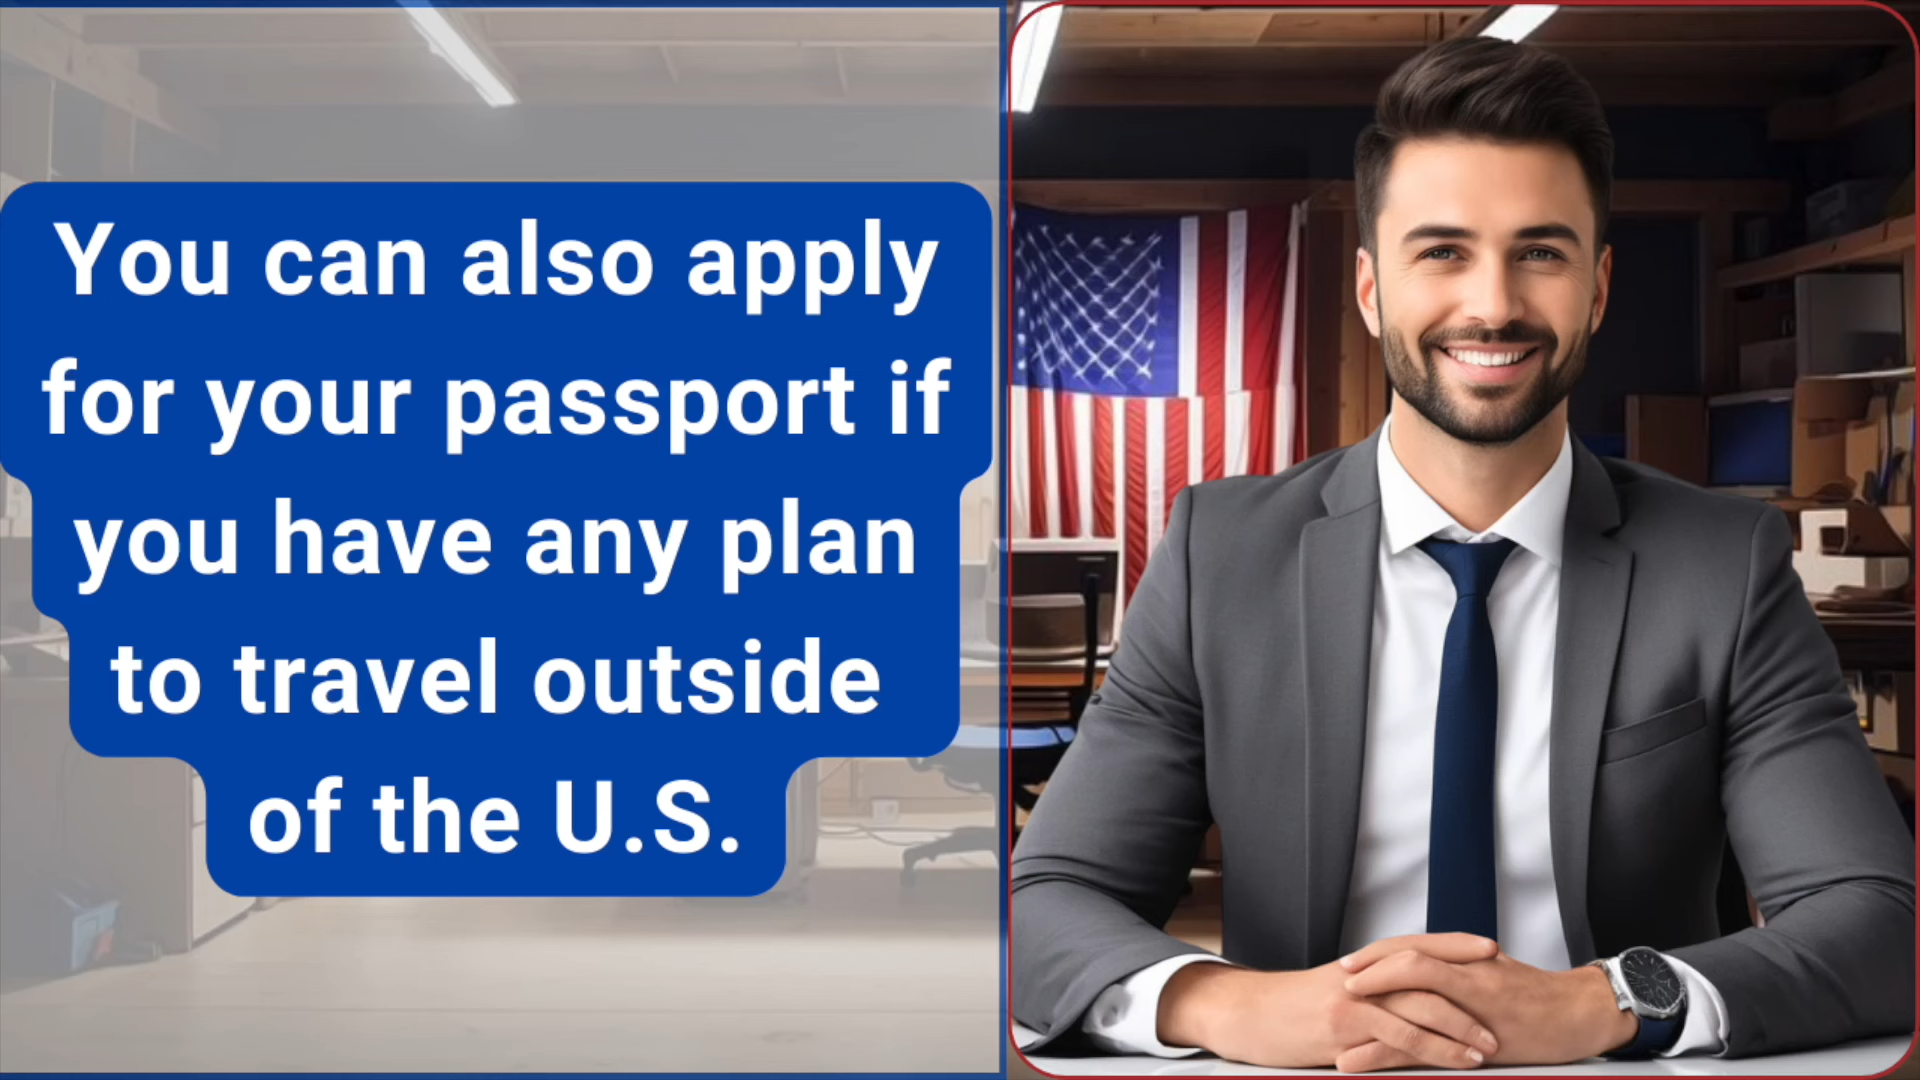 You can also apply
for your passport if
you have any plan
to travel outside
of the U.S.